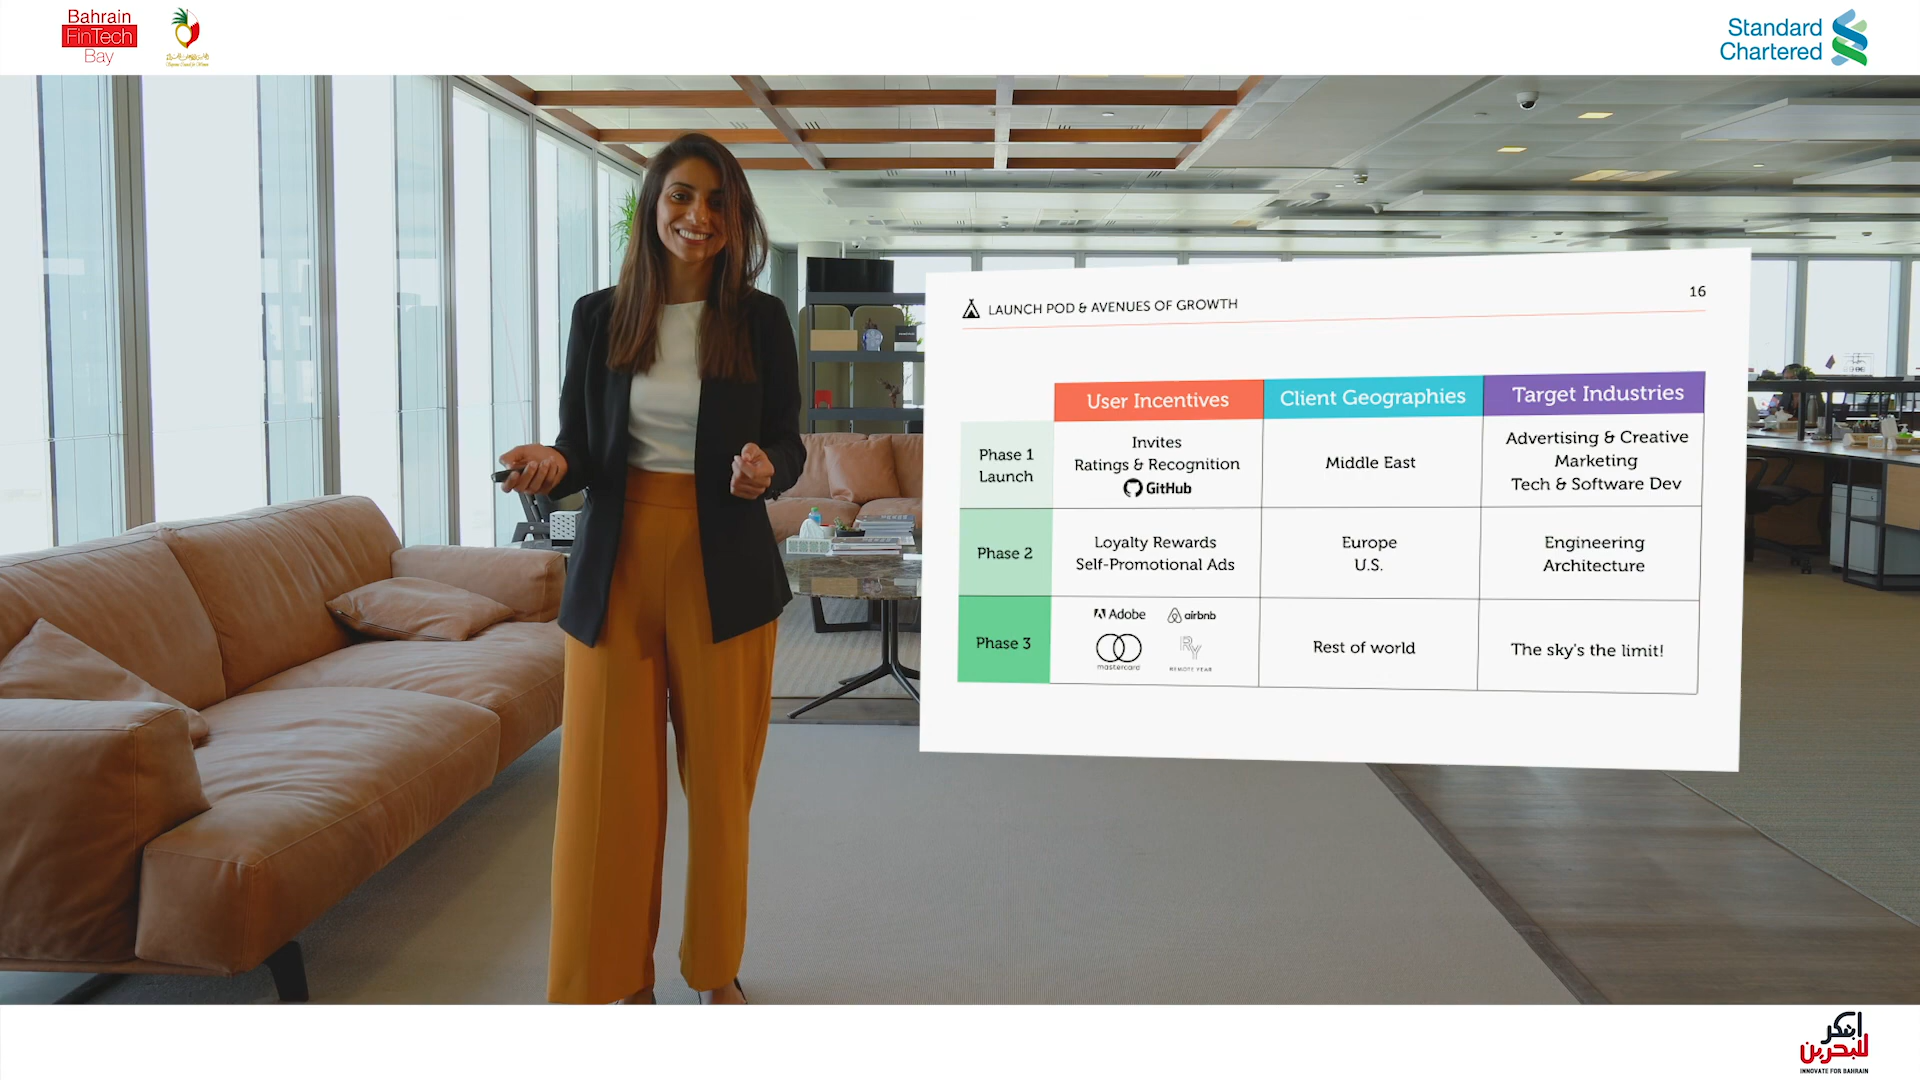 Bahrain
FinTech
Bay
Standard
Chartered
LAUNCH POD & AVENUES OF GROWTH
16
User Incentives
Client Geographies
Target Industries
Phase 1
Launch
Invites
Ratings & Recognition
GitHub
Middle East
Advertising & Creative
Marketing
Tech & Software Dev
Phase 2
Loyalty Rewards
Self-Promotional Ads
Europe
U.S.
Engineering
Architecture
Phase 3
Adobe
airbnb
mastercard
RY
REMOTE YEAR
Rest of world
The sky's the limit!
ابتكر
للبحرين
INNOVATE FOR BAHRAIN